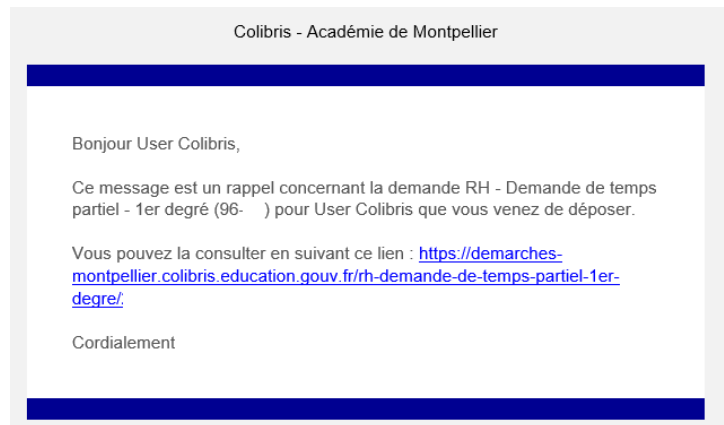 Colibris - Académie de Montpellier
Bonjour User Colibris,
Ce message est un rappel concernant la demande RH - Demande de temps
partiel - 1er degré (96-   ) pour User Colibris que vous venez de déposer.
Vous pouvez la consulter en suivant ce lien : https://demarches-
montpellier.colibris.education.gouv.fr/rh-demande-de-temps-partiel-1er-
degre/
Cordialement